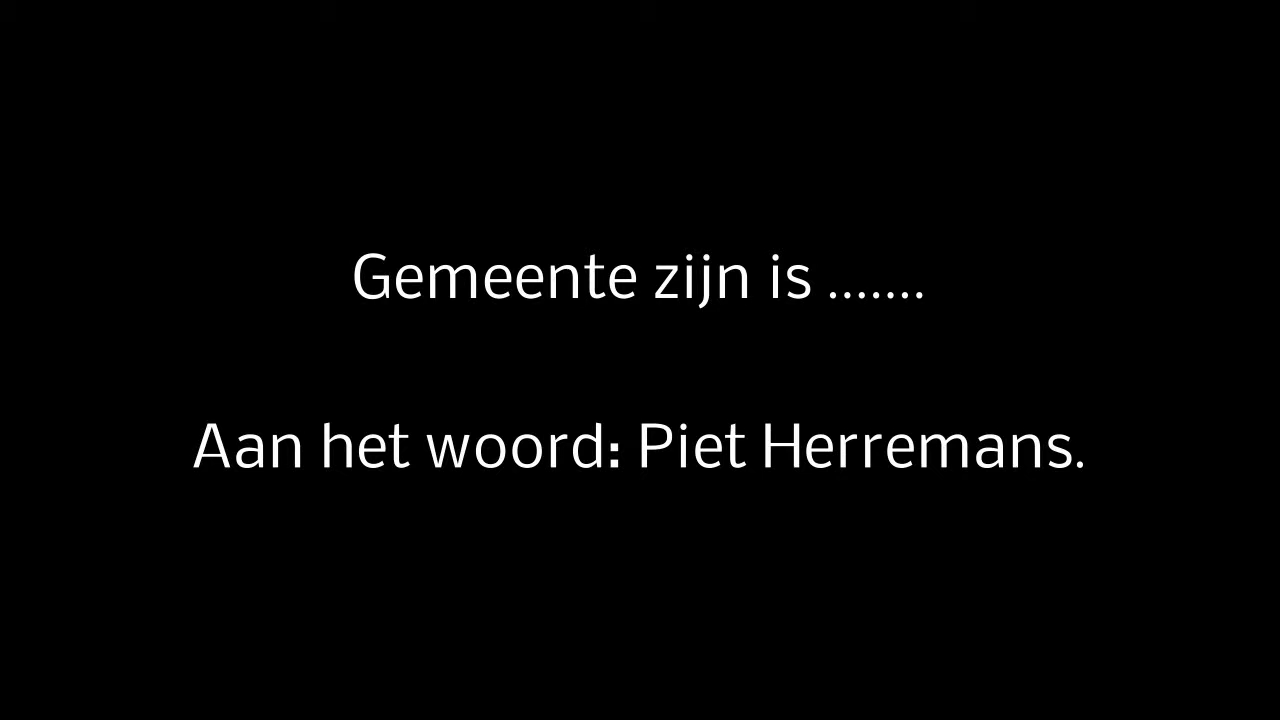 Gemeente zijn is .......
Aan het woord: Piet Herremans.